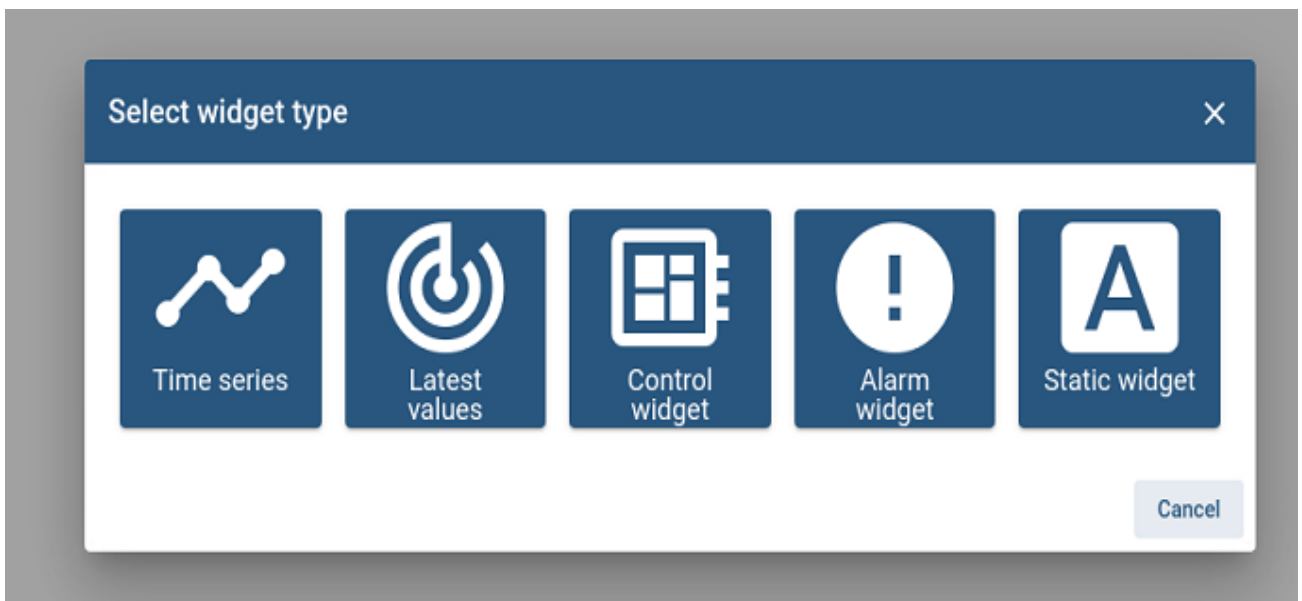 Select widget type
Time series
Latest
values
Control
widget
Alarm
widget
A
Static widget
Cancel